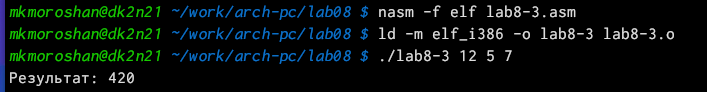 mkmoroshan@dk2n21 ~/work/arch-pc/lab08 $ nasm -f elf lab8-3.asm
mkmoroshan@dk2n21 ~/work/arch-pc/lab08 $ ld -m elf_i386 -o lab8-3 lab8-3.o
mkmoroshan@dk2n21 ~/work/arch-pc/lab08 $ ./lab8-3 12 5 7
Результат: 420